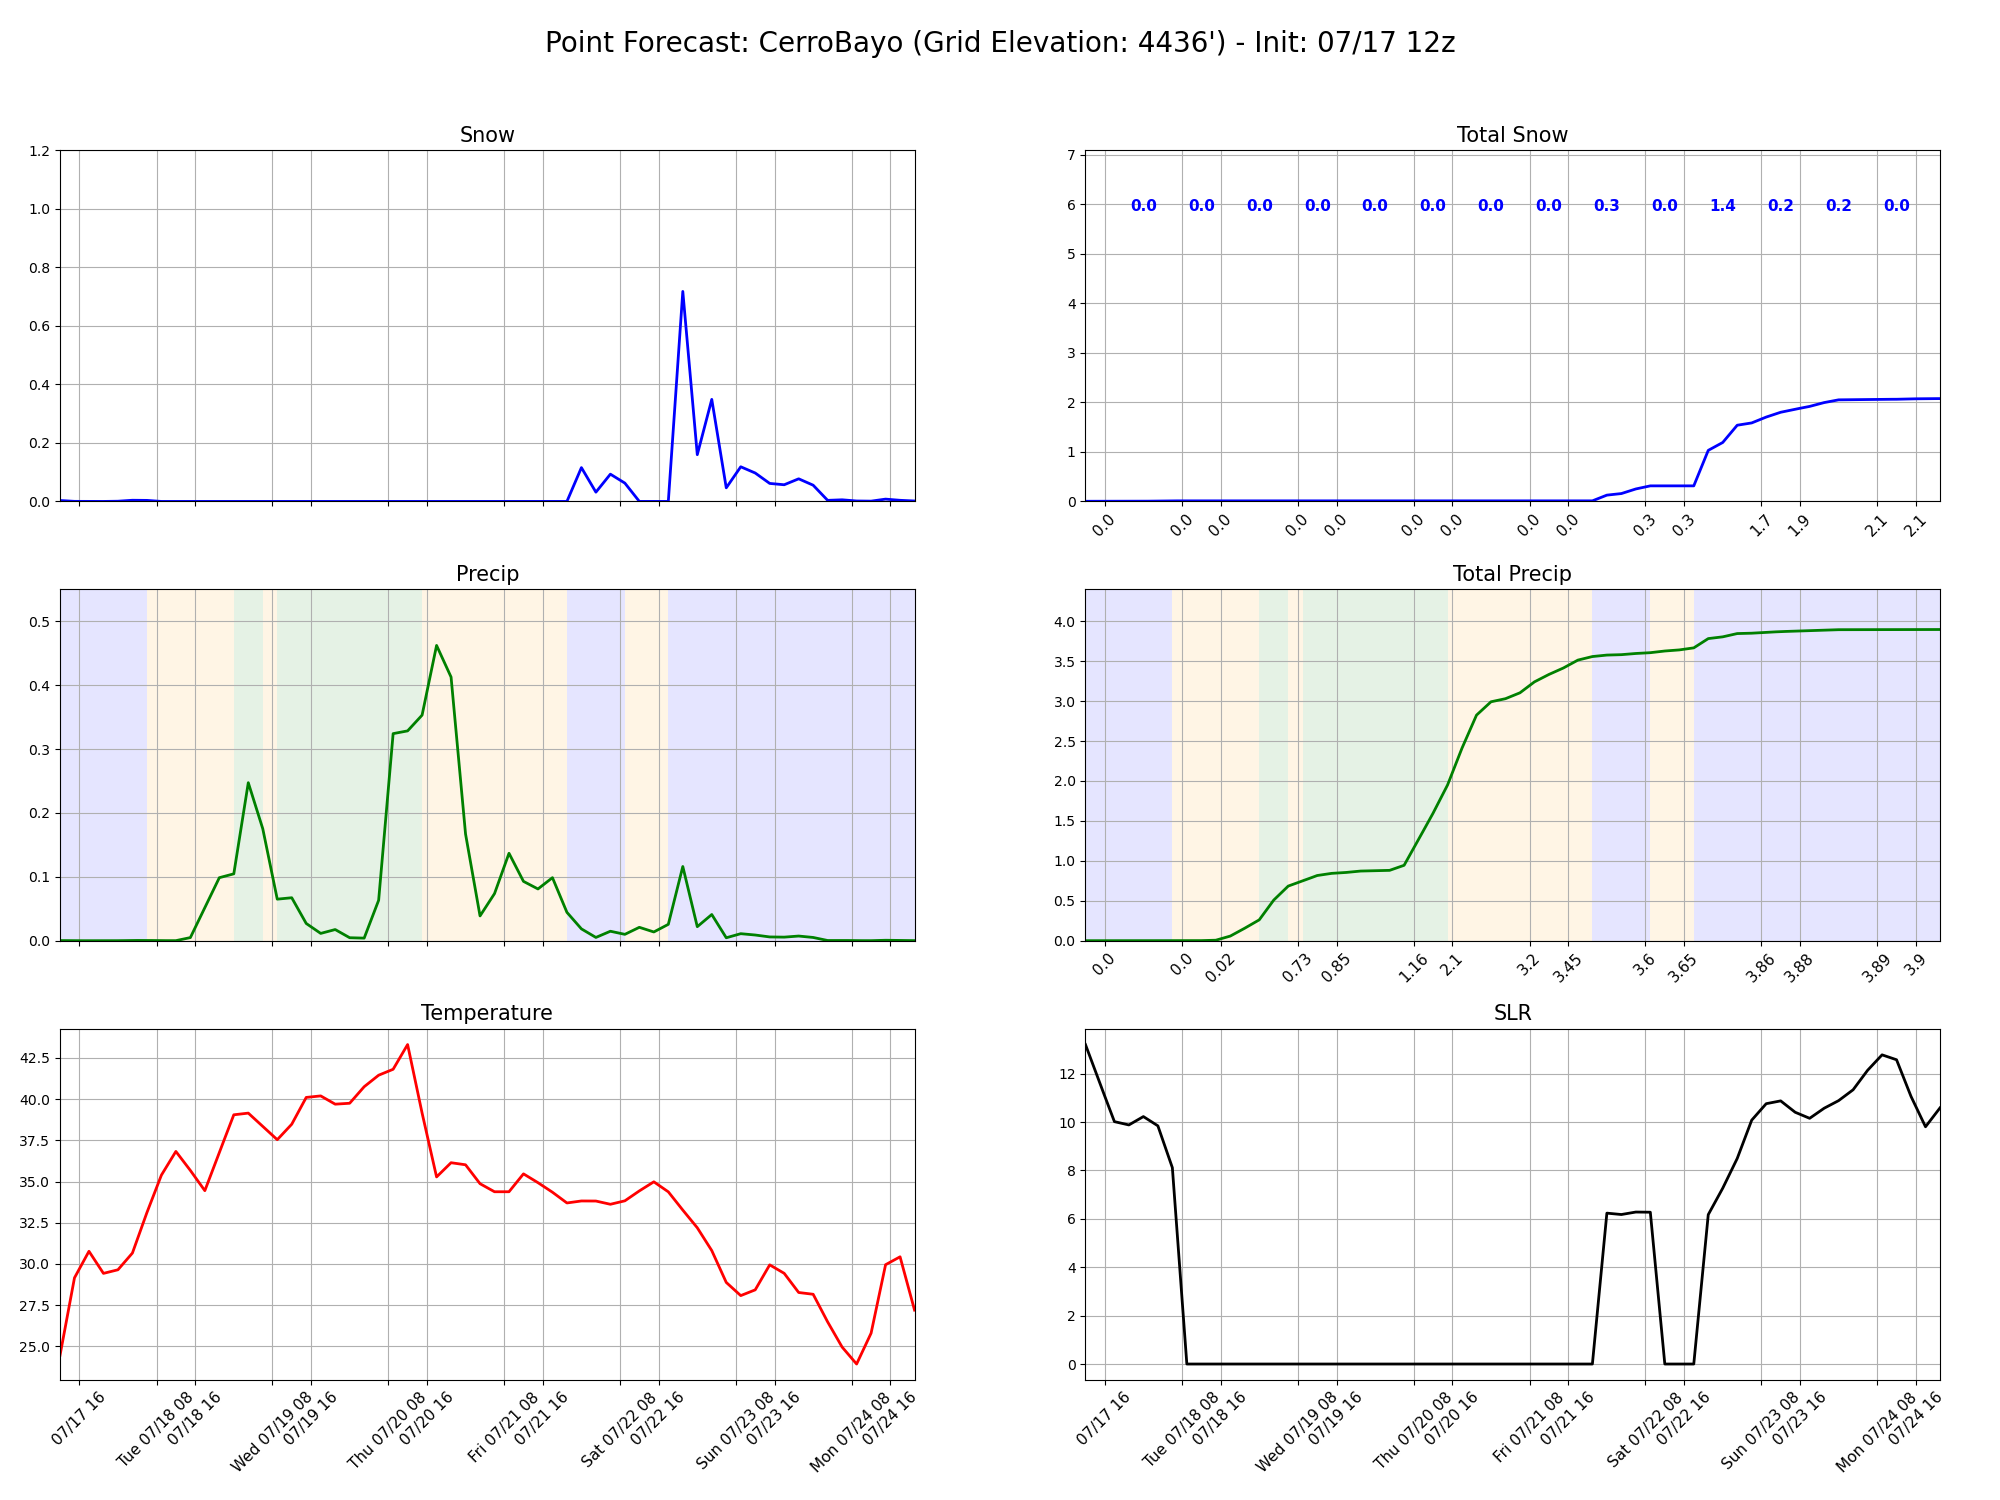 Point Forecast: CerroBayo (Grid Elevation: 4436') - Init: 07/17 12z
Snow
1.2
1.0
0.8
0.6
0.4
0.2
0.0
Total Snow
7
6
5
4
3
2
1
0
0.0 0.0 0.0 0.0 0.0 0.0 0.0 0.0 0.3 0.0 1.4 0.2 0.2 0.0
0.0 0.0 0.0 0.0 0.0 0.0 0.0 0.0 0.0 0.3 0.3 1.7 1.9 2.1 2.1
Precip
0.5
0.4
0.3
0.2
0.1
0.0
Total Precip
4.0
3.5
3.0
2.5
2.0
1.5
1.0
0.5
0.0
0.0 0.0 0.02 0.73 0.85 1.16 2.1 3.2 3.45 3.6 3.65 3.86 3.88 3.89 3.9
Temperature
42.5
40.0
37.5
35.0
32.5
30.0
27.5
25.0
07/17 16
Tue 07/18 08
07/18 16
Wed 07/19 08
07/19 16
Thu 07/20 08
07/20 16
Fri 07/21 08
07/21 16
Sat 07/22 08
07/22 16
Sun 07/23 08
07/23 16
Mon 07/24 08
07/24 16
SLR
12
10
8
6
4
2
0
07/17 16
Tue 07/18 08
07/18 16
Wed 07/19 08
07/19 16
Thu 07/20 08
07/20 16
Fri 07/21 08
07/21 16
Sat 07/22 08
07/22 16
Sun 07/23 08
07/23 16
Mon 07/24 08
07/24 16